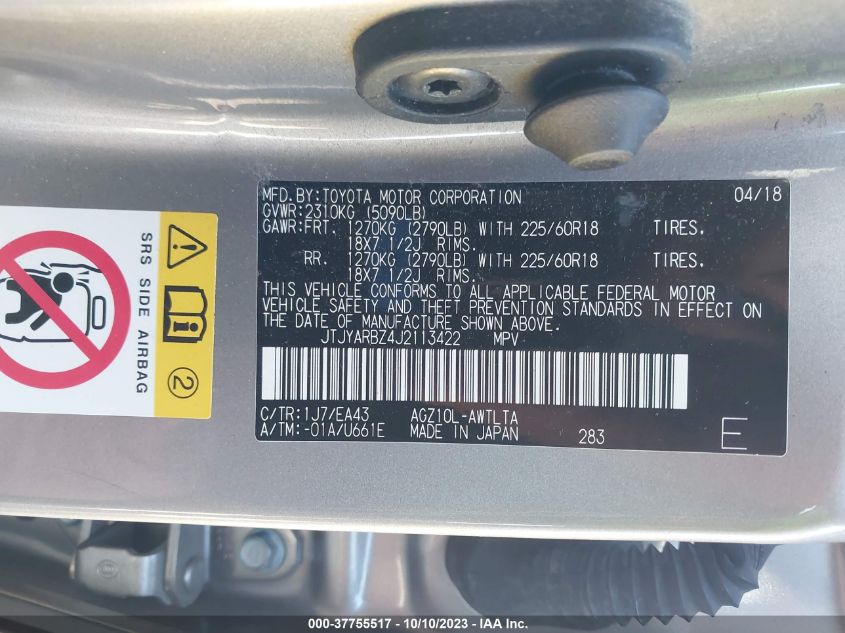 MFD.BY:TOYOTA MOTOR CORPORATION 04/18
GVWR:2310KG (5090LB)
GAWR:FRT. 1270KG (2790LB) WITH 225/60R18 TIRES.
18X7 1/2J RIMS.
RR. 1270KG (2790LB) WITH 225/60R18 TIRES.
18X7 1/2J RIMS.
THIS VEHICLE CONFORMS TO ALL APPLICABLE FEDERAL MOTOR
VEHICLE SAFETY AND THEFT PREVENTION STANDARDS IN EFFECT ON
THE DATE OF MANUFACTURE SHOWN ABOVE.
JTJYARBZ4J2113422 MPV
C/TR:1J7/EA43 AGZ10L-AWTLTA
A/TM:-01A/U661E MADE IN JAPAN 283 E
SRS SIDE AIRBAG
2
000-37755517 - 10/10/2023 - IAA Inc.